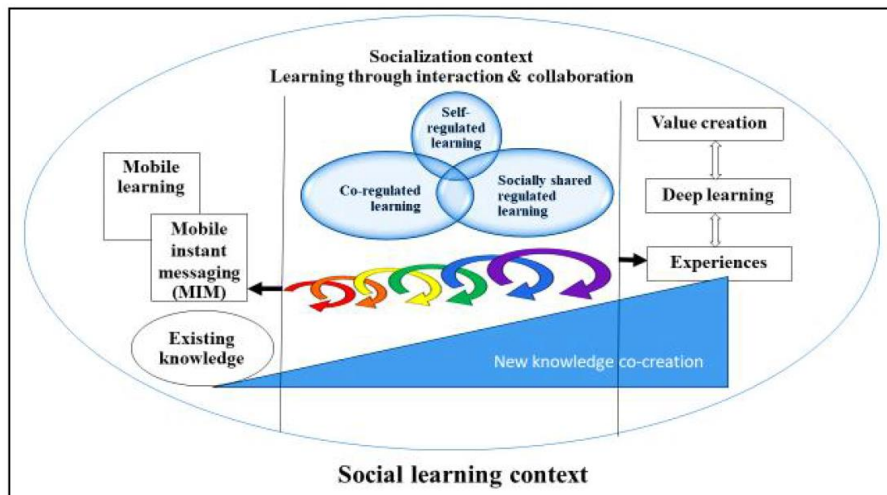 Socialization context
Learning through interaction & collaboration
Self-
regulated
learning
Co-regulated
learning
Socially shared
regulated
learning
Mobile
learning
Mobile
instant
messaging
(MIM)
Existing
knowledge
Value creation
Deep learning
Experiences
New knowledge co-creation
Social learning context